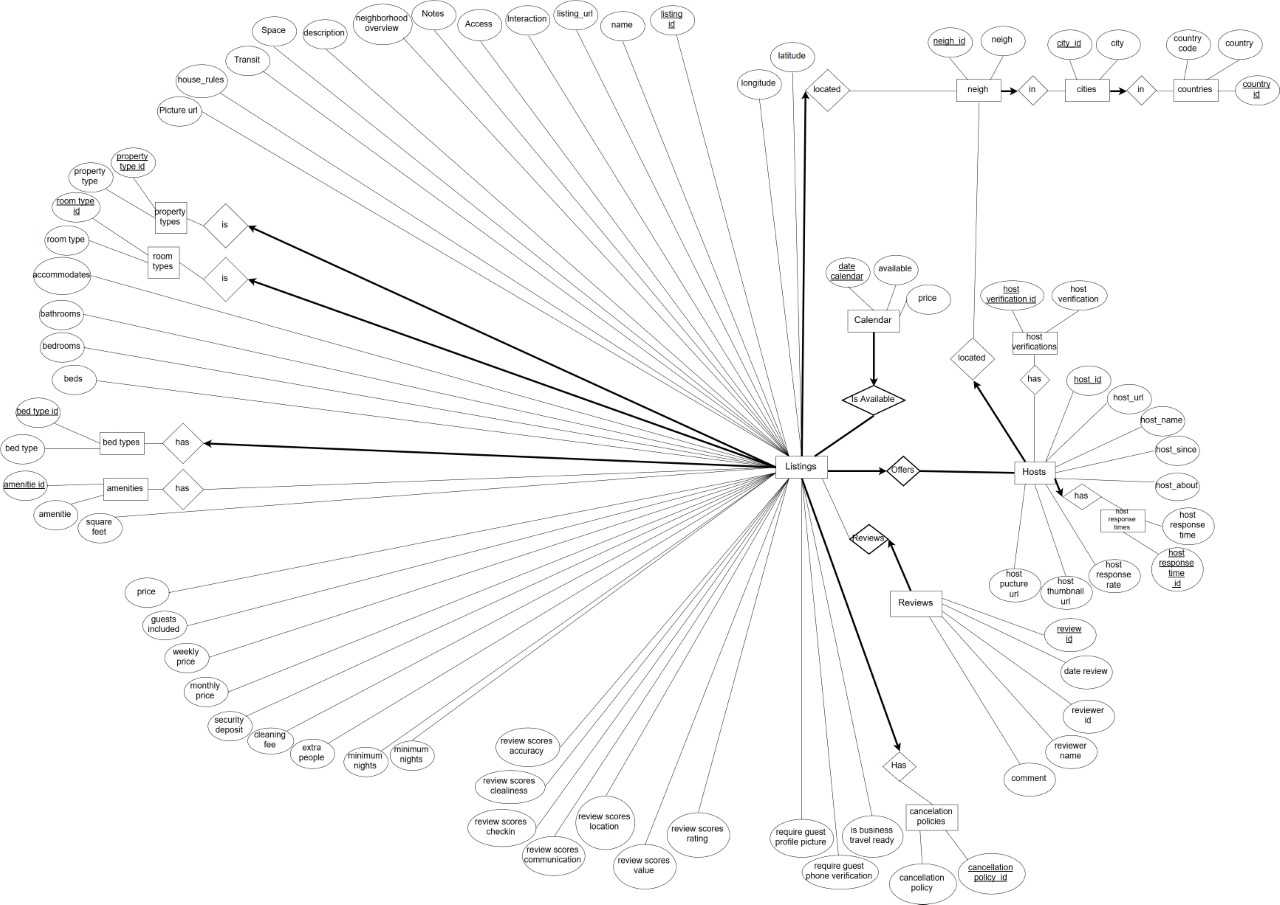 neighborhood
overview
Notes
Access
Interaction
listing_url
name
listing
id
Space
description
Transit
house_rules
Picture url
latitude
longitude
located
neigh_id
neigh
neigh
in
city_id
city
cities
in
country
code
country
countries
country
id
property
type id
property
type
property
types
is
room type
id
room type
room
types
is
accommodates
bathrooms
bedrooms
beds
bed type id
bed type
bed types
has
amenitie id
amenitie
amenities
has
square
feet
date
calendar
available
price
Calendar
Is Available
host
verification id
host
verification
host
verifications
has
located
host_id
host_url
host_name
host_since
host_about
Listings
Offers
Hosts
has
host
response
times
host
response
time
host
response
time
_id
host
pucture
url
host
thumbnail
url
host
response
rate
Reviews
Reviews
review
id
date review
reviewer
id
reviewer
name
comment
price
guests
included
weekly
price
monthly
price
security
deposit
cleaning
fee
extra
people
minimum
nights
minimum
nights
review scores
accuracy
review scores
clealiness
review scores
checkin
review scores
communication
review scores
location
review scores
value
review scores
rating
require guest
profile picture
require guest
phone verification
is business
travel ready
Has
cancelation
policies
cancellation
policy
cancellation
policy_id